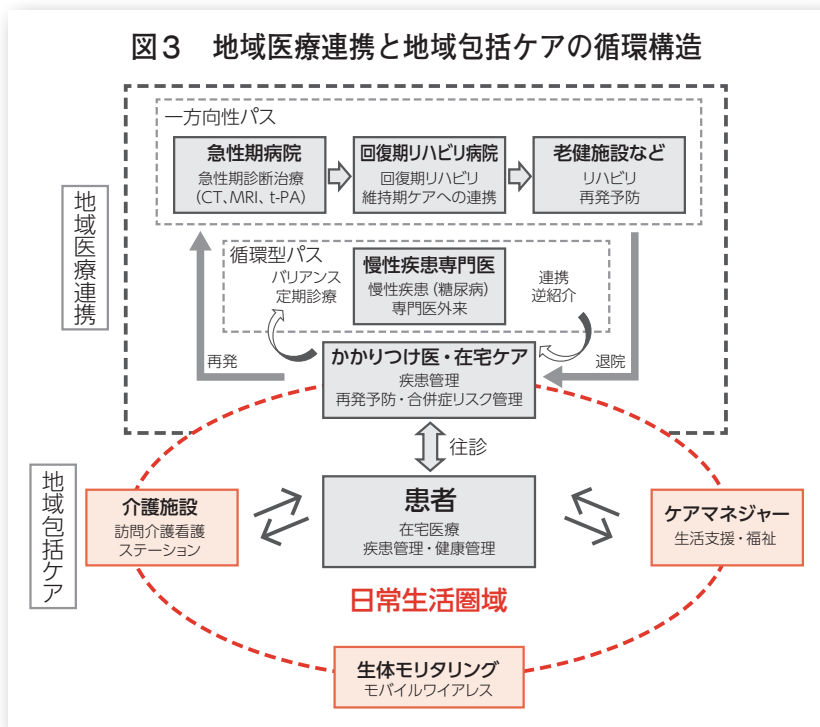 図3　地域医療連携と地域包括ケアの循環構造
一方向性パス
急性期病院
急性期診断治療
(CT、MRI、t-PA)
回復期リハビリ病院
回復期リハビリ
維持期ケアへの連携
老健施設など
リハビリ
再発予防
地域医療連携
循環型パス
バリアンス
定期診療
慢性疾患専門医
慢性疾患(糖尿病)
専門医外来
連携
逆紹介
再発
かかりつけ医・在宅ケア
疾患管理
再発予防・合併症リスク管理
退院
往診
地域包括ケア
介護施設
訪問介護看護
ステーション
患者
在宅医療
疾患管理・健康管理
ケアマネジャー
生活支援・福祉
日常生活圏域
生体モリタリング
モバイルワイアレス